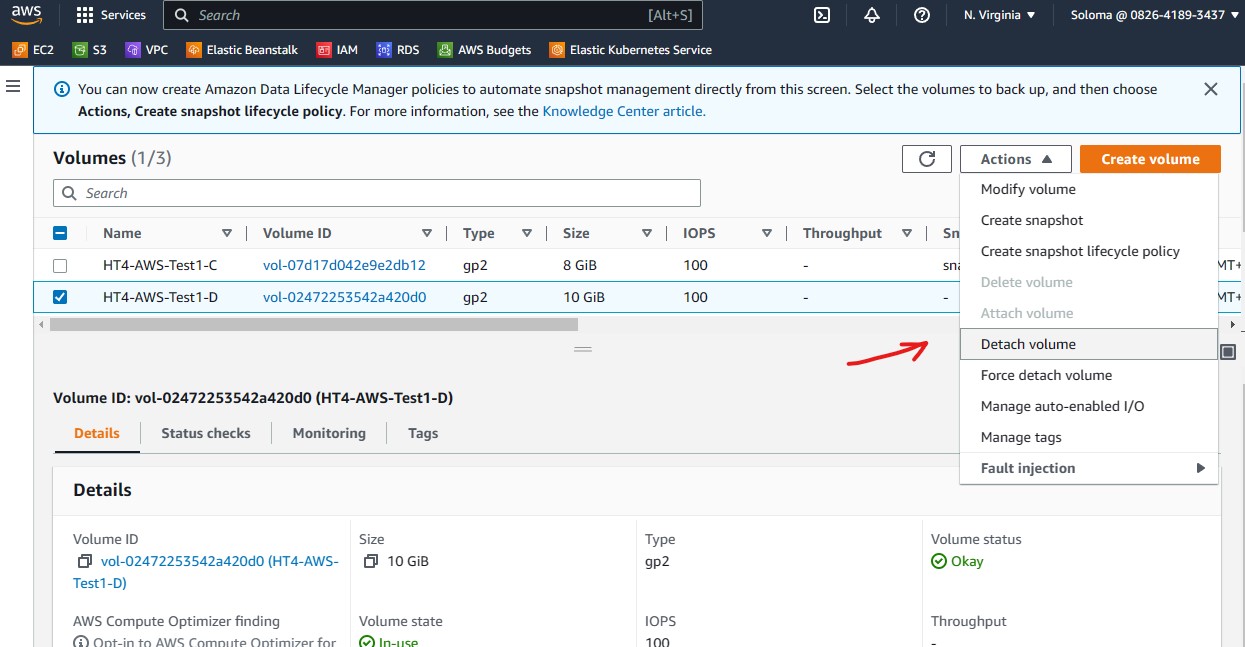 aws Services Search [Alt+S] N. Virginia Soloma @ 0826-4189-3437
EC2 S3 VPC Elastic Beanstalk IAM RDS AWS Budgets Elastic Kubernetes Service
You can now create Amazon Data Lifecycle Manager policies to automate snapshot management directly from this screen. Select the volumes to back up, and then choose
Actions, Create snapshot lifecycle policy. For more information, see the Knowledge Center article.
Volumes (1/3)
Actions
Create volume
Search
Name Volume ID Type Size IOPS Throughput Sn
HT4-AWS-Test1-C vol-07d17d042e9e2db12 gp2 8 GiB 100 - sna MT+
HT4-AWS-Test1-D vol-02472253542a420d0 gp2 10 GiB 100 - - MT+
Modify volume
Create snapshot
Create snapshot lifecycle policy
Delete volume
Attach volume
Detach volume
Force detach volume
Manage auto-enabled I/O
Manage tags
Fault injection
Volume ID: vol-02472253542a420d0 (HT4-AWS-Test1-D)
Details Status checks Monitoring Tags
Details
Volume ID
vol-02472253542a420d0 (HT4-AWS-
Test1-D)
Size
10 GiB
Type
gp2
Volume status
Okay
AWS Compute Optimizer finding
Opt-in to AWS Compute Optimizer for
Volume state
In-use
IOPS
100
Throughput
-